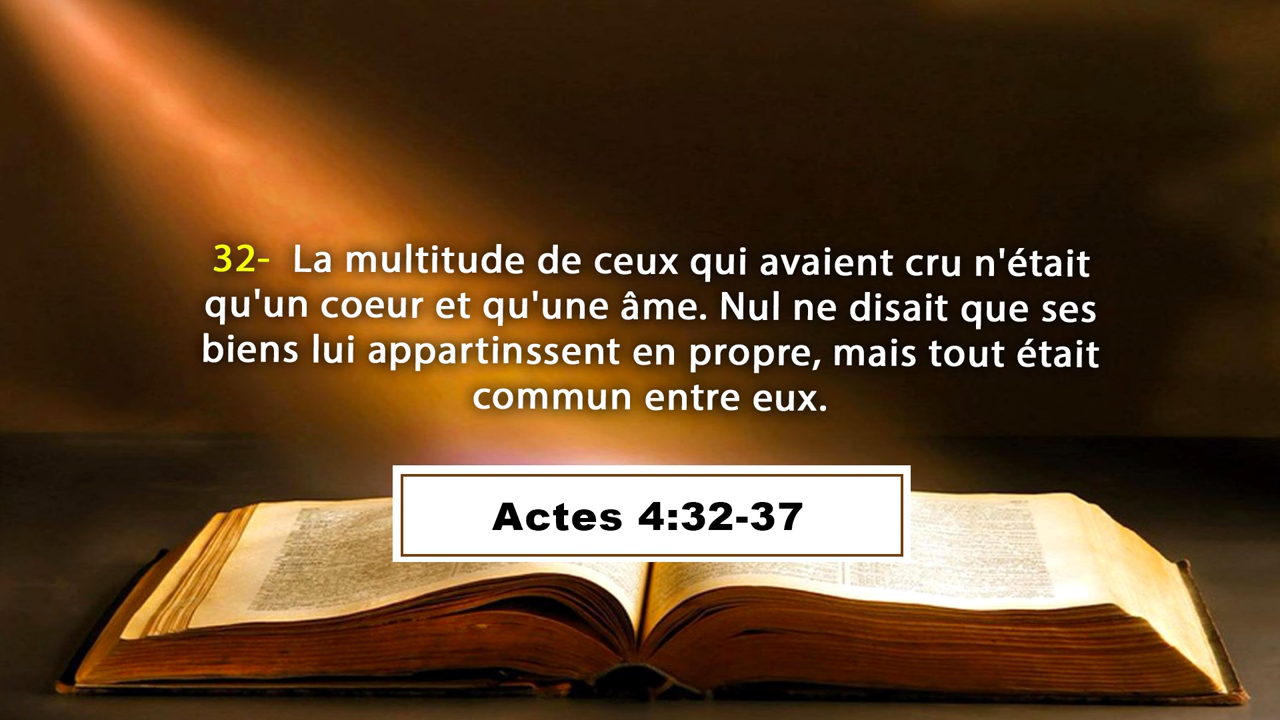 32- La multitude de ceux qui avaient cru n'était
qu'un coeur et qu'une âme. Nul ne disait que ses
biens lui appartinssent en propre, mais tout était
commun entre eux.
Actes 4:32-37